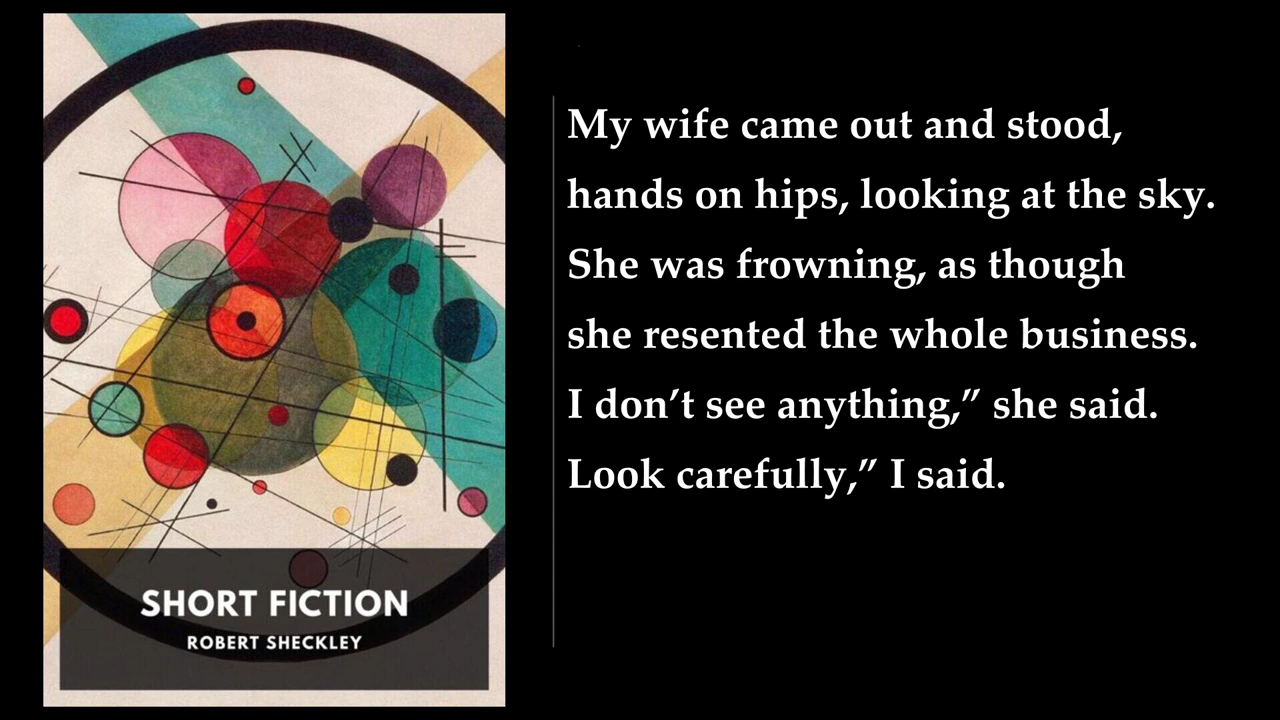 SHORT FICTION
ROBERT SHECKLEY
My wife came out and stood,
hands on hips, looking at the sky.
She was frowning, as though
she resented the whole business.
I don’t see anything,” she said.
Look carefully,” I said.